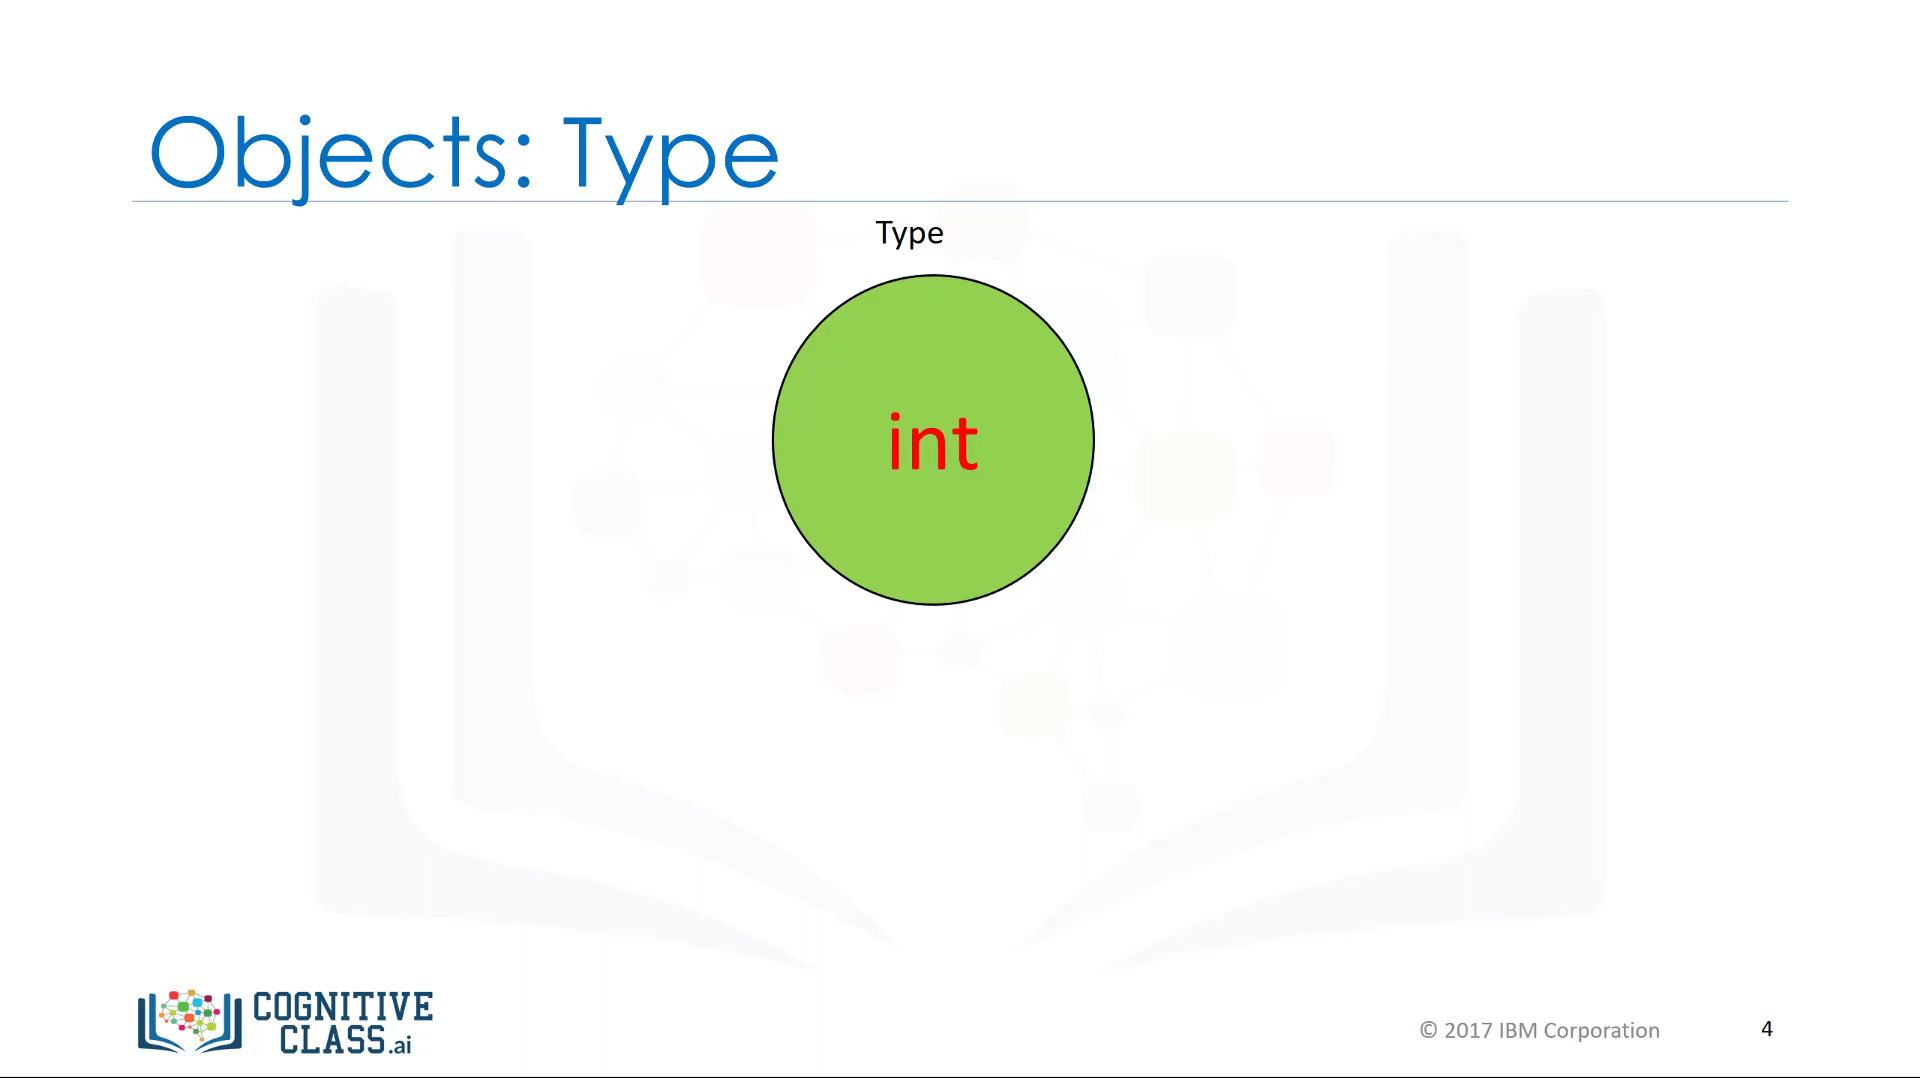 Objects: Type
Type
int
COGNITIVE
CLASS.ai
© 2017 IBM Corporation
4